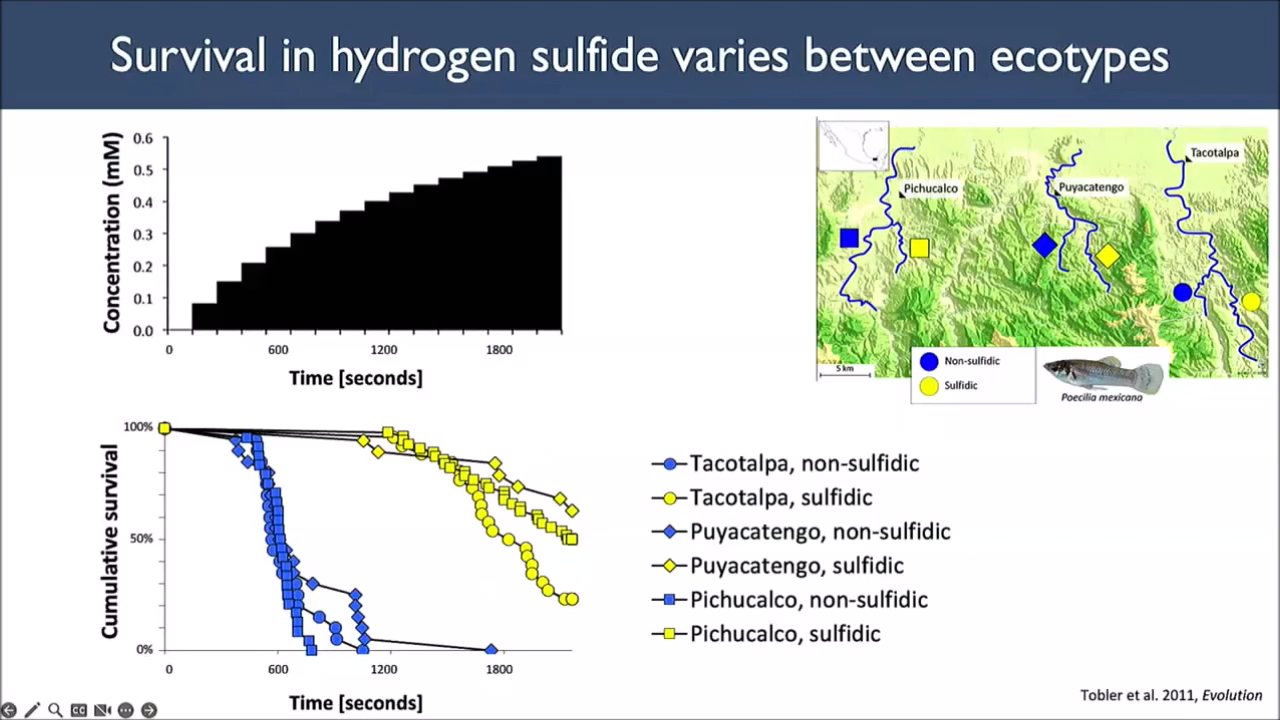 Survival in hydrogen sulfide varies between ecotypes
Concentration (mM)
0.6
0.5
0.4
0.3
0.2
0.1
0.0
0
600
1200
1800
Time [seconds]
Pichucalco
Puyacatengo
Tacotalpa
5 km
Non-sulfidic
Sulfidic
Poecilia mexicana
Cumulative survival
100%
50%
0%
0
600
1200
1800
Time [seconds]
Tacotalpa, non-sulfidic
Tacotalpa, sulfidic
Puyacatengo, non-sulfidic
Puyacatengo, sulfidic
Pichucalco, non-sulfidic
Pichucalco, sulfidic
Tobler et al. 2011, Evolution
CC